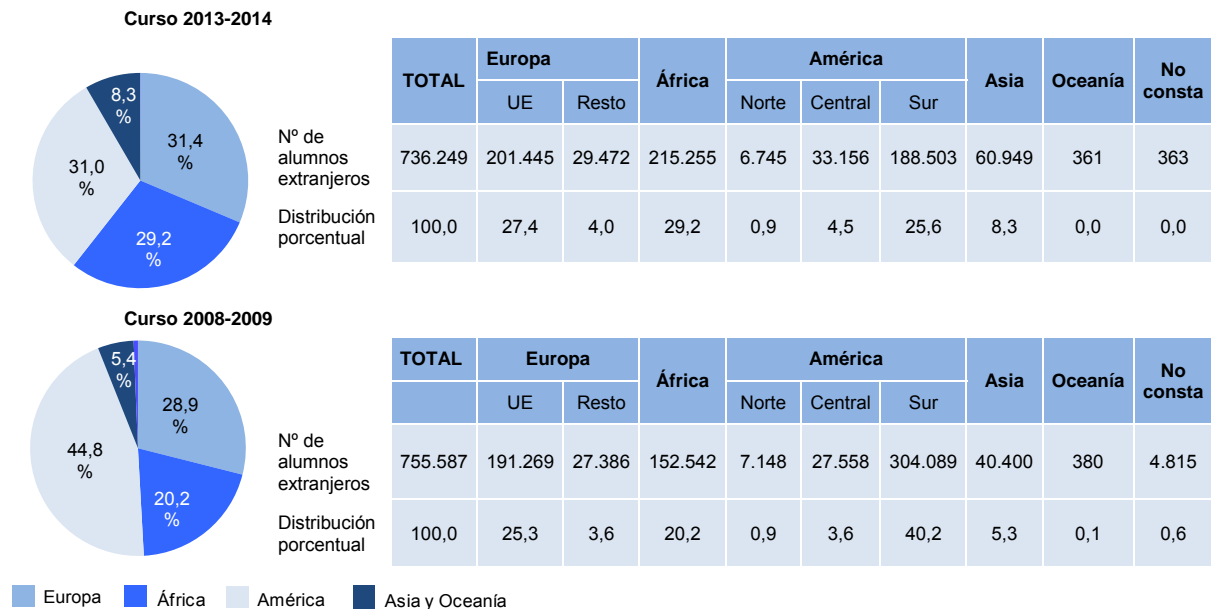 Curso 2013-2014
8,3
%
31,4
%
31,0
%
29,2
%
TOTAL Europa África América Asia Oceanía No consta
UE Resto Norte Central Sur
Nº de alumnos extranjeros 736.249 201.445 29.472 215.255 6.745 33.156 188.503 60.949 361 363
Distribución porcentual 100,0 27,4 4,0 29,2 0,9 4,5 25,6 8,3 0,0 0,0
Curso 2008-2009
5,4
%
28,9
%
44,8
%
20,2
%
TOTAL Europa África América Asia Oceanía No consta
UE Resto Norte Central Sur
Nº de alumnos extranjeros 755.587 191.269 27.386 152.542 7.148 27.558 304.089 40.400 380 4.815
Distribución porcentual 100,0 25,3 3,6 20,2 0,9 3,6 40,2 5,3 0,1 0,6
Europa África América Asia y Oceanía